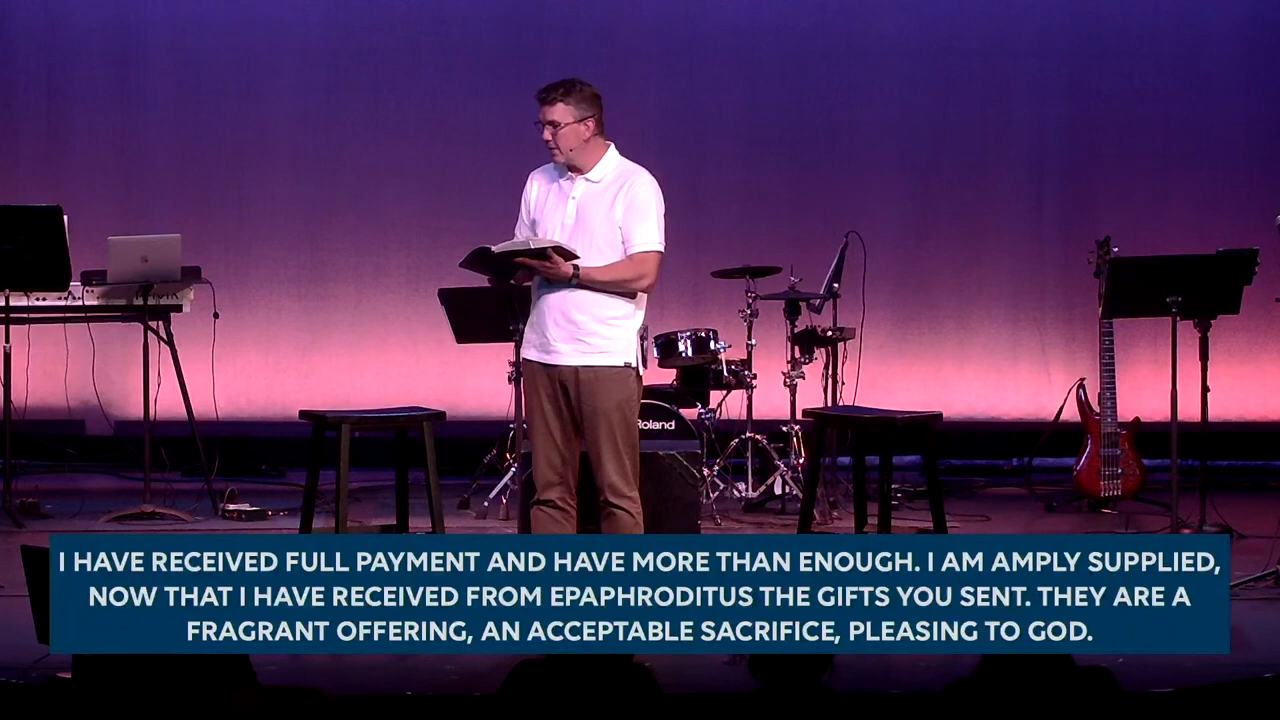 Roland
I HAVE RECEIVED FULL PAYMENT AND HAVE MORE THAN ENOUGH. I AM AMPLY SUPPLIED,
NOW THAT I HAVE RECEIVED FROM EPAPHRODITUS THE GIFTS YOU SENT. THEY ARE A
FRAGRANT OFFERING, AN ACCEPTABLE SACRIFICE, PLEASING TO GOD.